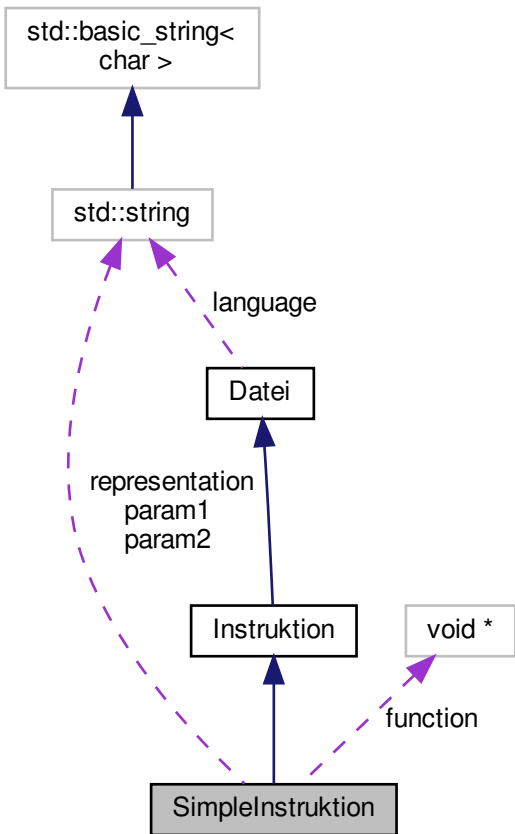 std::basic_string<
char >
std::string
language
Datei
representation
param1
param2
Instruktion
void *
function
SimpleInstruktion